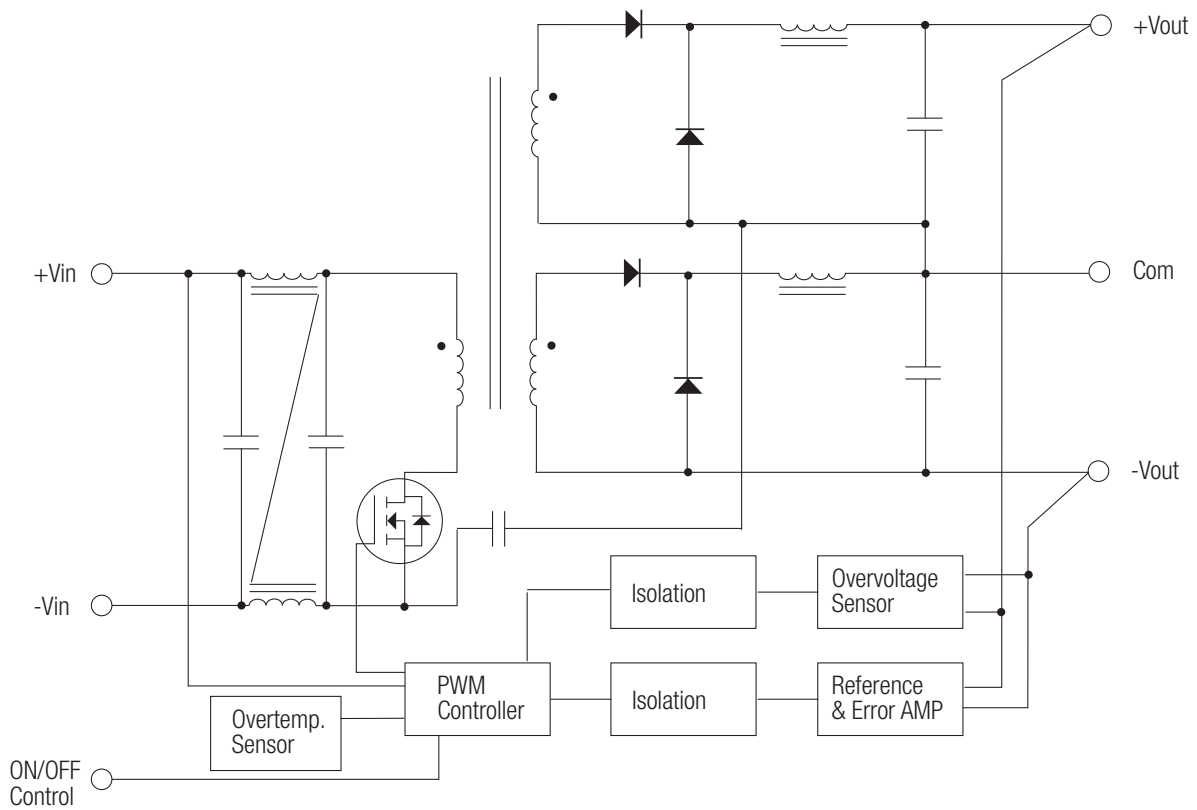 +Vout
+Vin
Com
-Vout
-Vin
Isolation
Overvoltage
Sensor
PWM
Controller
Isolation
Reference
& Error AMP
Overtemp.
Sensor
ON/OFF
Control